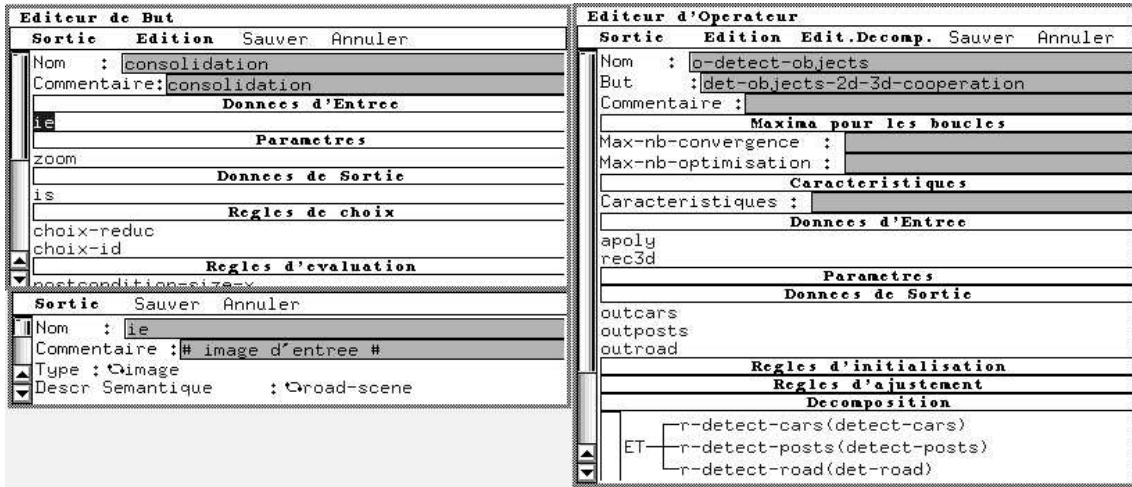 Editeur de But
Sortie Edition Sauver Annuler
Nom : consolidation
Commentaire: consolidation
Donnees d'Entree
ie
Parametres
zoom
Donnees de Sortie
is
Regles de choix
choix-reduc
choix-id
Regles d'evaluation
postcondition-size-x
Sortie Sauver Annuler
Nom : ie
Commentaire : # image d'entree #
Type : image
Descr Semantique : road-scene
Editeur d'Operateur
Sortie Edition Edit.Decomp. Sauver Annuler
Nom : o-detect-objects
But : det-objects-2d-3d-cooperation
Commentaire :
Maxima pour les boucles
Max-nb-convergence :
Max-nb-optimisation :
Caracteristiques
Caracteristiques :
Donnees d'Entree
apoly
rec3d
Parametres
Donnees de Sortie
outcars
outposts
outroad
Regles d'initialisation
Regles d'ajustement
Decomposition
r-detect-cars(detect-cars)
ET r-detect-posts(detect-posts)
r-detect-road(det-road)